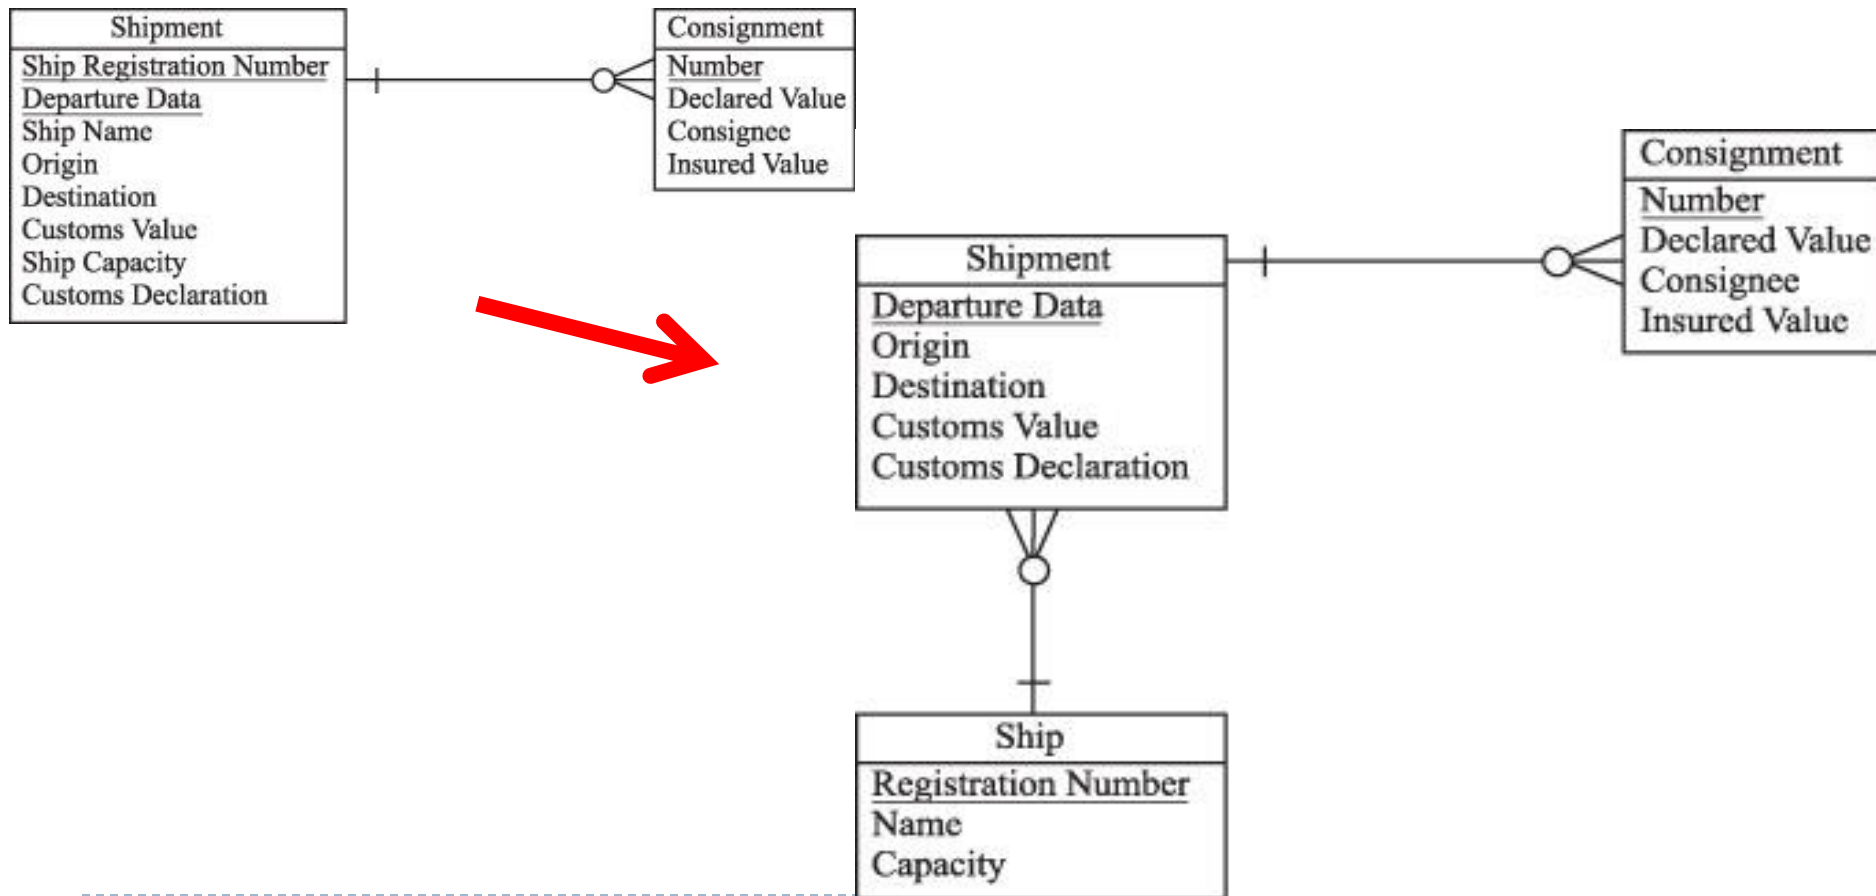 Shipment
Ship Registration Number
Departure Data
Ship Name
Origin
Destination
Customs Value
Ship Capacity
Customs Declaration
Consignment
Number
Declared Value
Consignee
Insured Value
Shipment
Departure Data
Origin
Destination
Customs Value
Customs Declaration
Consignment
Number
Declared Value
Consignee
Insured Value
Ship
Registration Number
Name
Capacity